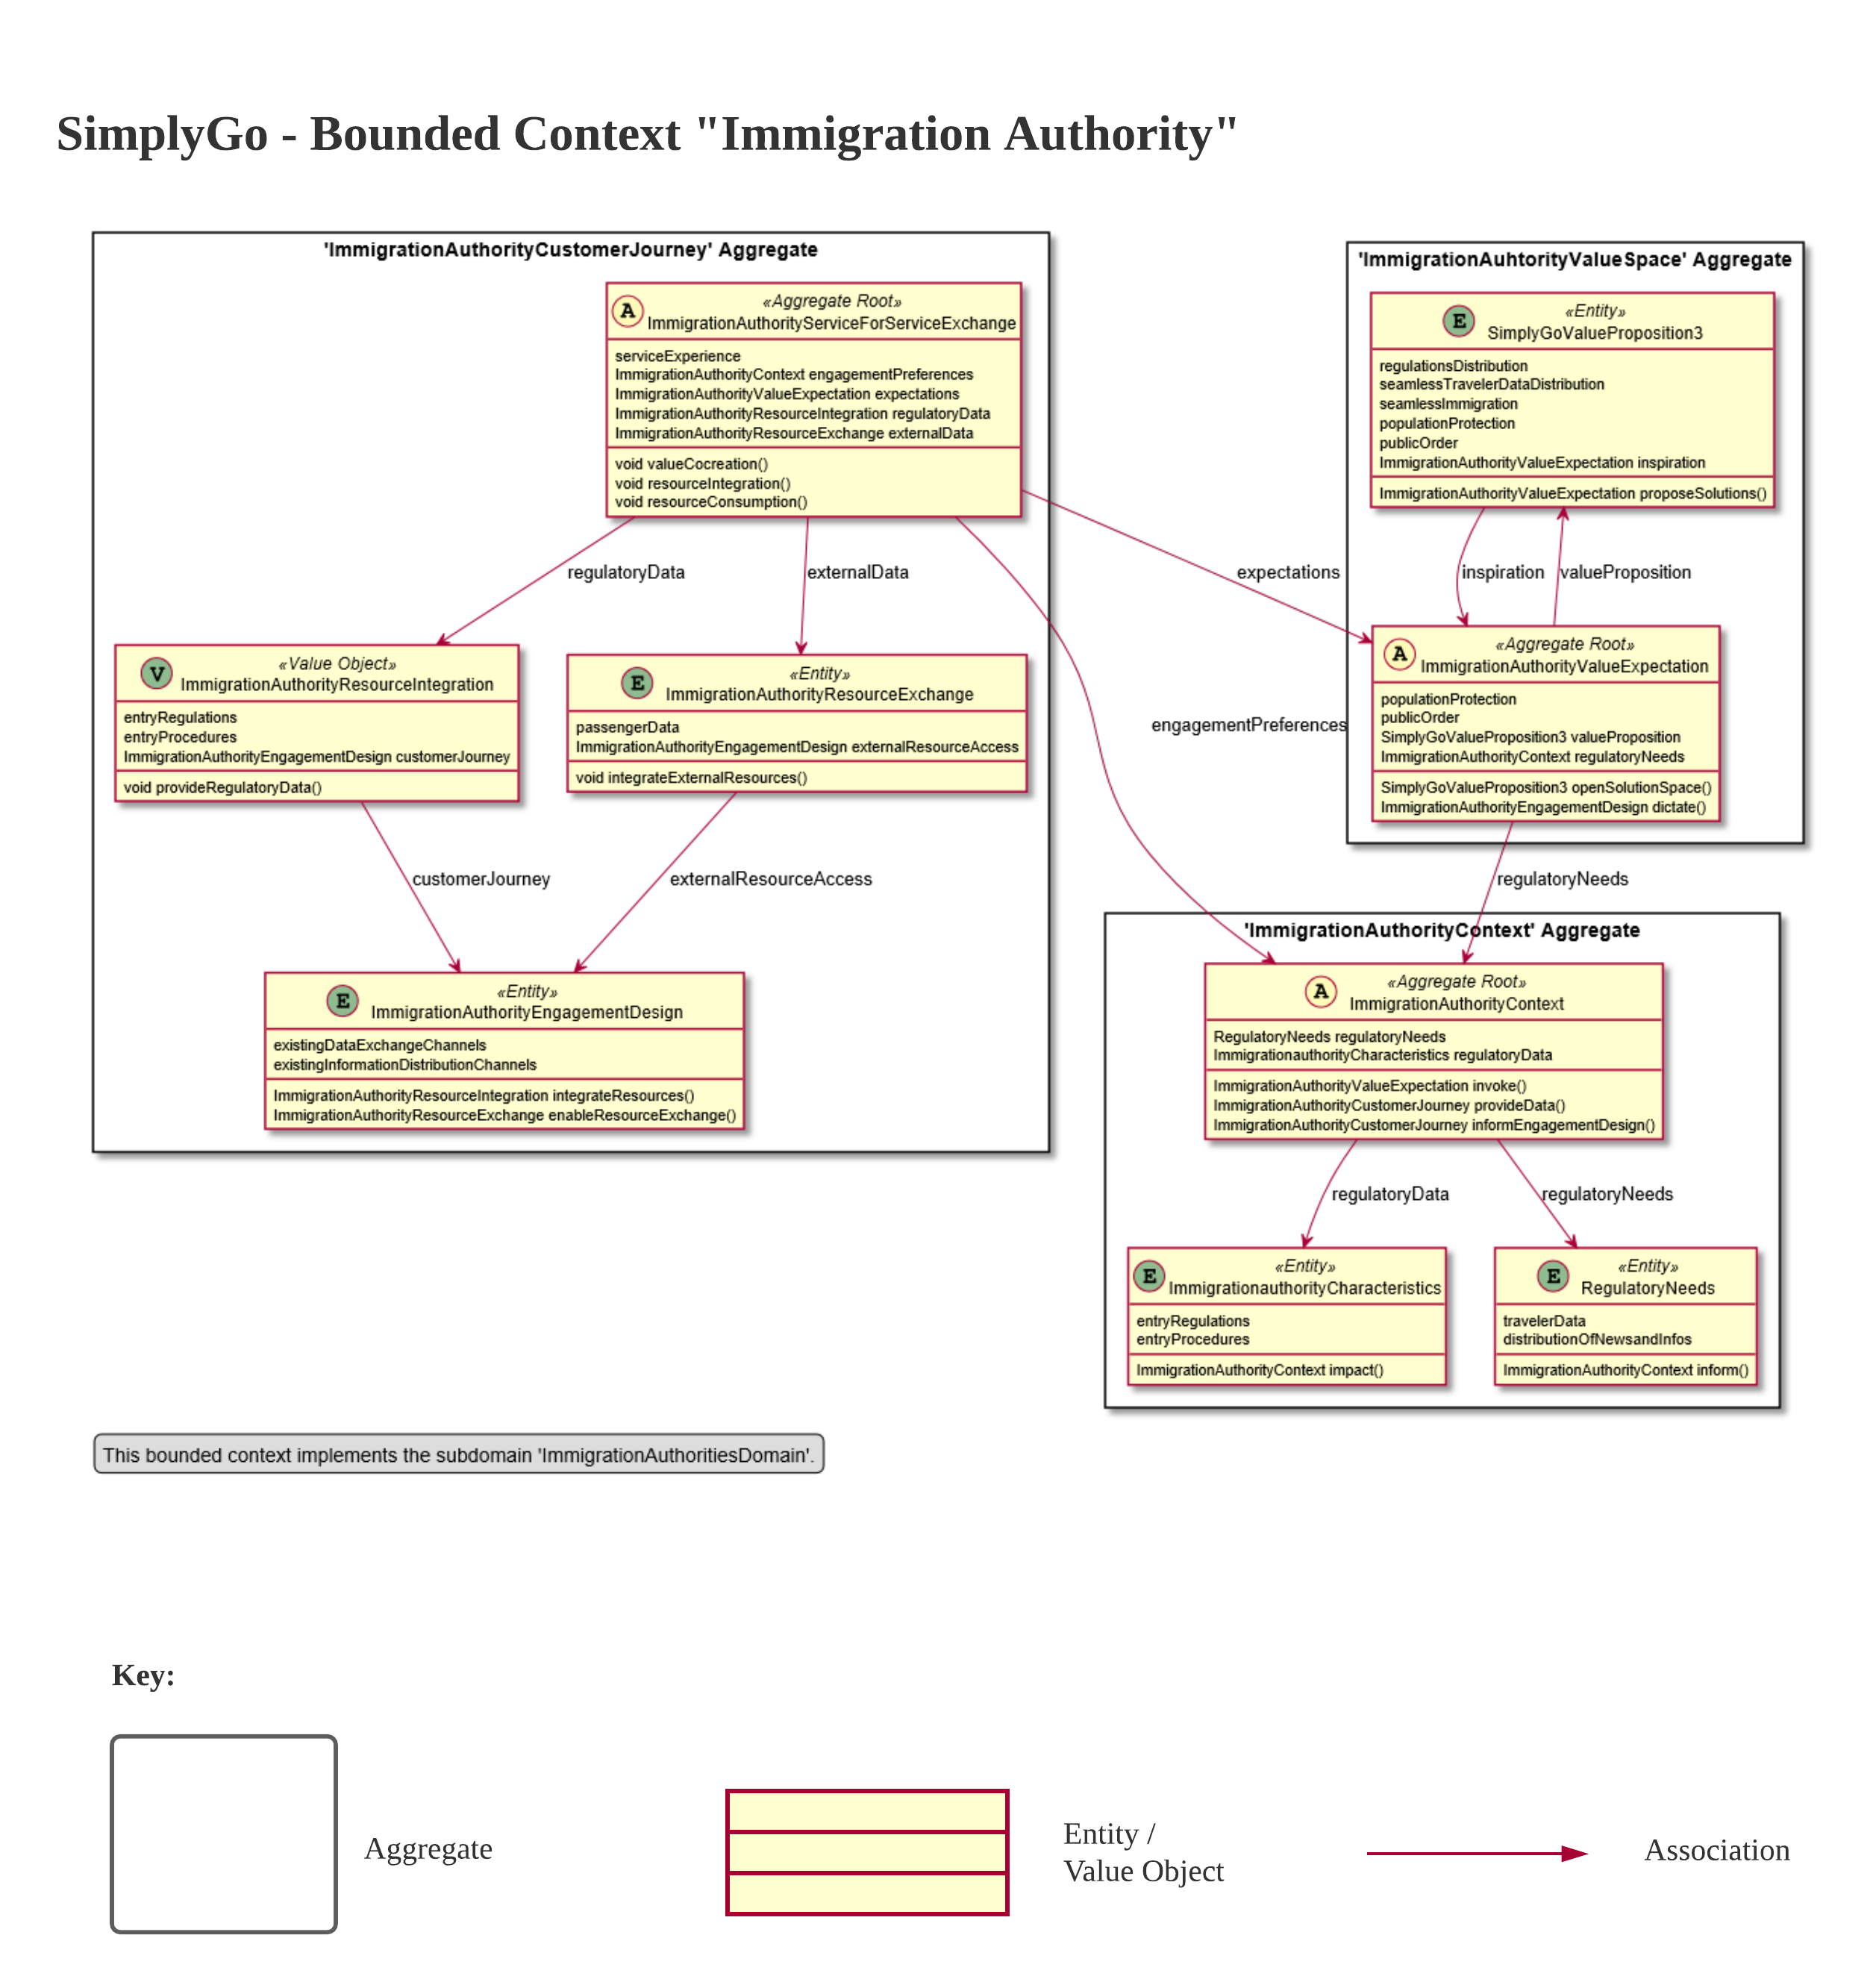 SimplyGo - Bounded Context "Immigration Authority"
'ImmigrationAuthorityCustomerJourney' Aggregate
A
«Aggregate Root»
ImmigrationAuthorityServiceForServiceExchange
serviceExperience
ImmigrationAuthorityContext engagementPreferences
ImmigrationAuthorityValueExpectation expectations
ImmigrationAuthorityResourceIntegration regulatoryData
ImmigrationAuthorityResourceExchange externalData
void valueCocreation()
void resourceIntegration()
void resourceConsumption()
regulatoryData
externalData
V
«Value Object»
ImmigrationAuthorityResourceIntegration
entryRegulations
entryProcedures
ImmigrationAuthorityEngagementDesign customerJourney
void provideRegulatoryData()
E
«Entity»
ImmigrationAuthorityResourceExchange
passengerData
ImmigrationAuthorityEngagementDesign externalResourceAccess
void integrateExternalResources()
customerJourney
externalResourceAccess
E
«Entity»
ImmigrationAuthorityEngagementDesign
existingDataExchangeChannels
existingInformationDistributionChannels
ImmigrationAuthorityResourceIntegration integrateResources()
ImmigrationAuthorityResourceExchange enableResourceExchange()
expectations
engagementPreferences
'ImmigrationAuhtorityValueSpace' Aggregate
E
«Entity»
SimplyGoValueProposition3
regulationsDistribution
seamlessTravelerDataDistribution
seamlessImmigration
populationProtection
publicOrder
ImmigrationAuthorityValueExpectation inspiration
ImmigrationAuthorityValueExpectation proposeSolutions()
inspiration
valueProposition
A
«Aggregate Root»
ImmigrationAuthorityValueExpectation
populationProtection
publicOrder
SimplyGoValueProposition3 valueProposition
ImmigrationAuthorityContext regulatoryNeeds
SimplyGoValueProposition3 openSolutionSpace()
ImmigrationAuthorityEngagementDesign dictate()
regulatoryNeeds
'ImmigrationAuthorityContext' Aggregate
A
«Aggregate Root»
ImmigrationAuthorityContext
RegulatoryNeeds regulatoryNeeds
ImmigrationauthorityCharacteristics regulatoryData
ImmigrationAuthorityValueExpectation invoke()
ImmigrationAuthorityCustomerJourney provideData()
ImmigrationAuthorityCustomerJourney informEngagementDesign()
regulatoryData
regulatoryNeeds
E
«Entity»
ImmigrationauthorityCharacteristics
entryRegulations
entryProcedures
ImmigrationAuthorityContext impact()
E
«Entity»
RegulatoryNeeds
travelerData
distributionOfNewsandInfos
ImmigrationAuthorityContext inform()
This bounded context implements the subdomain 'ImmigrationAuthoritiesDomain'.
Key:
Aggregate
Entity /
Value Object
Association